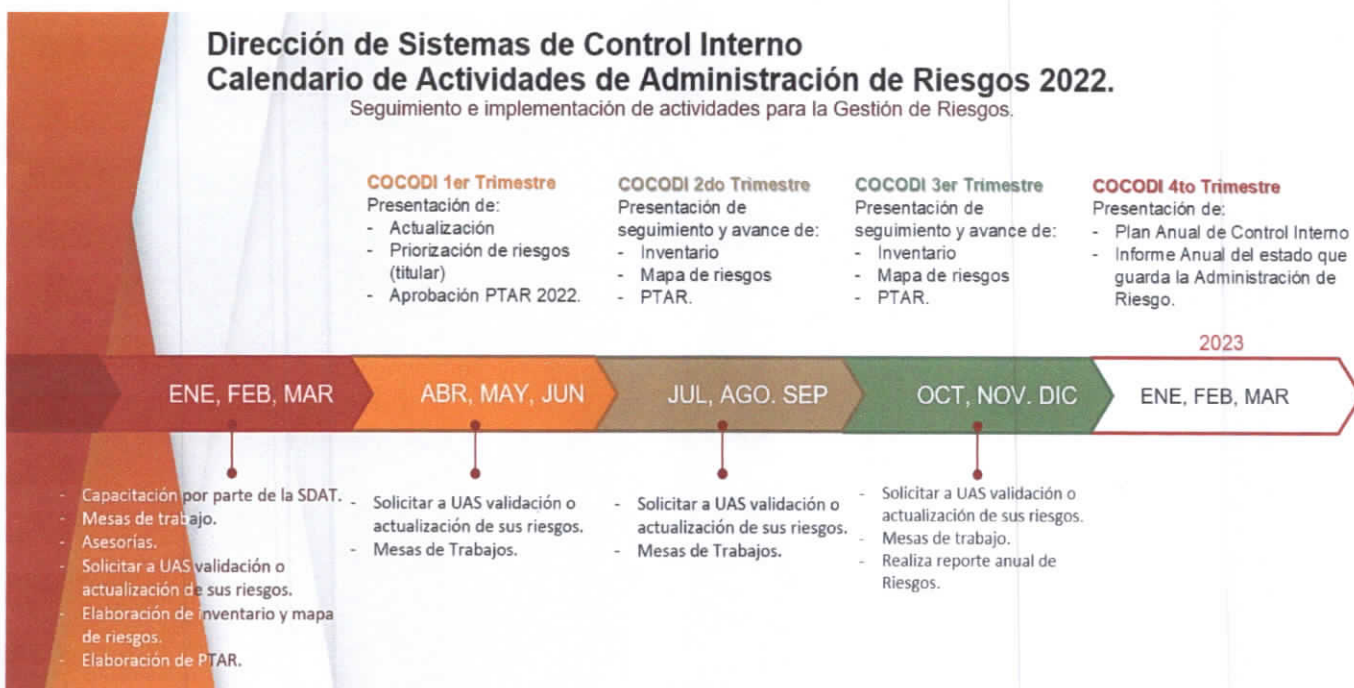 Dirección de Sistemas de Control Interno
Calendario de Actividades de Administración de Riesgos 2022.
Seguimiento e implementación de actividades para la Gestión de Riesgos.
COCODI 1er Trimestre
Presentación de:
- Actualización
- Priorización de riesgos
(titular)
- Aprobación PTAR 2022.
COCODI 2do Trimestre
Presentación de
seguimiento y avance de:
- Inventario
- Mapa de riesgos
- PTAR.
COCODI 3er Trimestre
Presentación de
seguimiento y avance de:
- Inventario
- Mapa de riesgos
- PTAR.
COCODI 4to Trimestre
Presentación de:
- Plan Anual de Control Interno
- Informe Anual del estado que
guarda la Administración de
Riesgo.
2023
ENE, FEB, MAR
ABR, MAY, JUN
JUL, AGO. SEP
OCT, NOV. DIC
ENE, FEB, MAR
- Capacitación por parte de la SDAT.
- Mesas de trabajo.
- Asesorías.
- Solicitar a UAS validación o
actualización de sus riesgos.
- Elaboración de inventario y mapa
de riesgos.
- Elaboración de PTAR.
- Solicitar a UAS validación o
actualización de sus riesgos.
- Mesas de Trabajos.
- Solicitar a UAS validación o
actualización de sus riesgos.
- Mesas de Trabajos.
- Solicitar a UAS validación o
actualización de sus riesgos.
- Mesas de trabajo.
- Realiza reporte anual de
Riesgos.